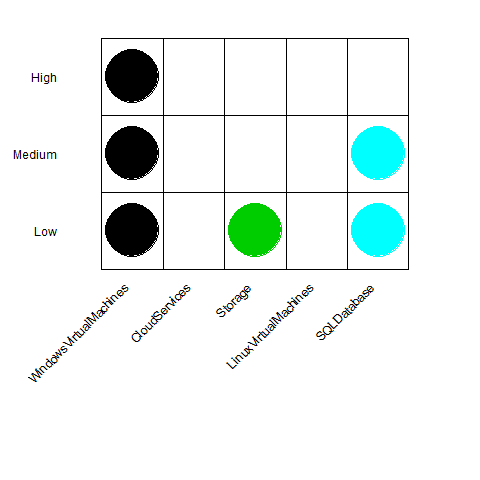 High
Medium
Low
WindowsVirtualMachines
CloudServices
Storage
LinuxVirtualMachines
SQLDatabase